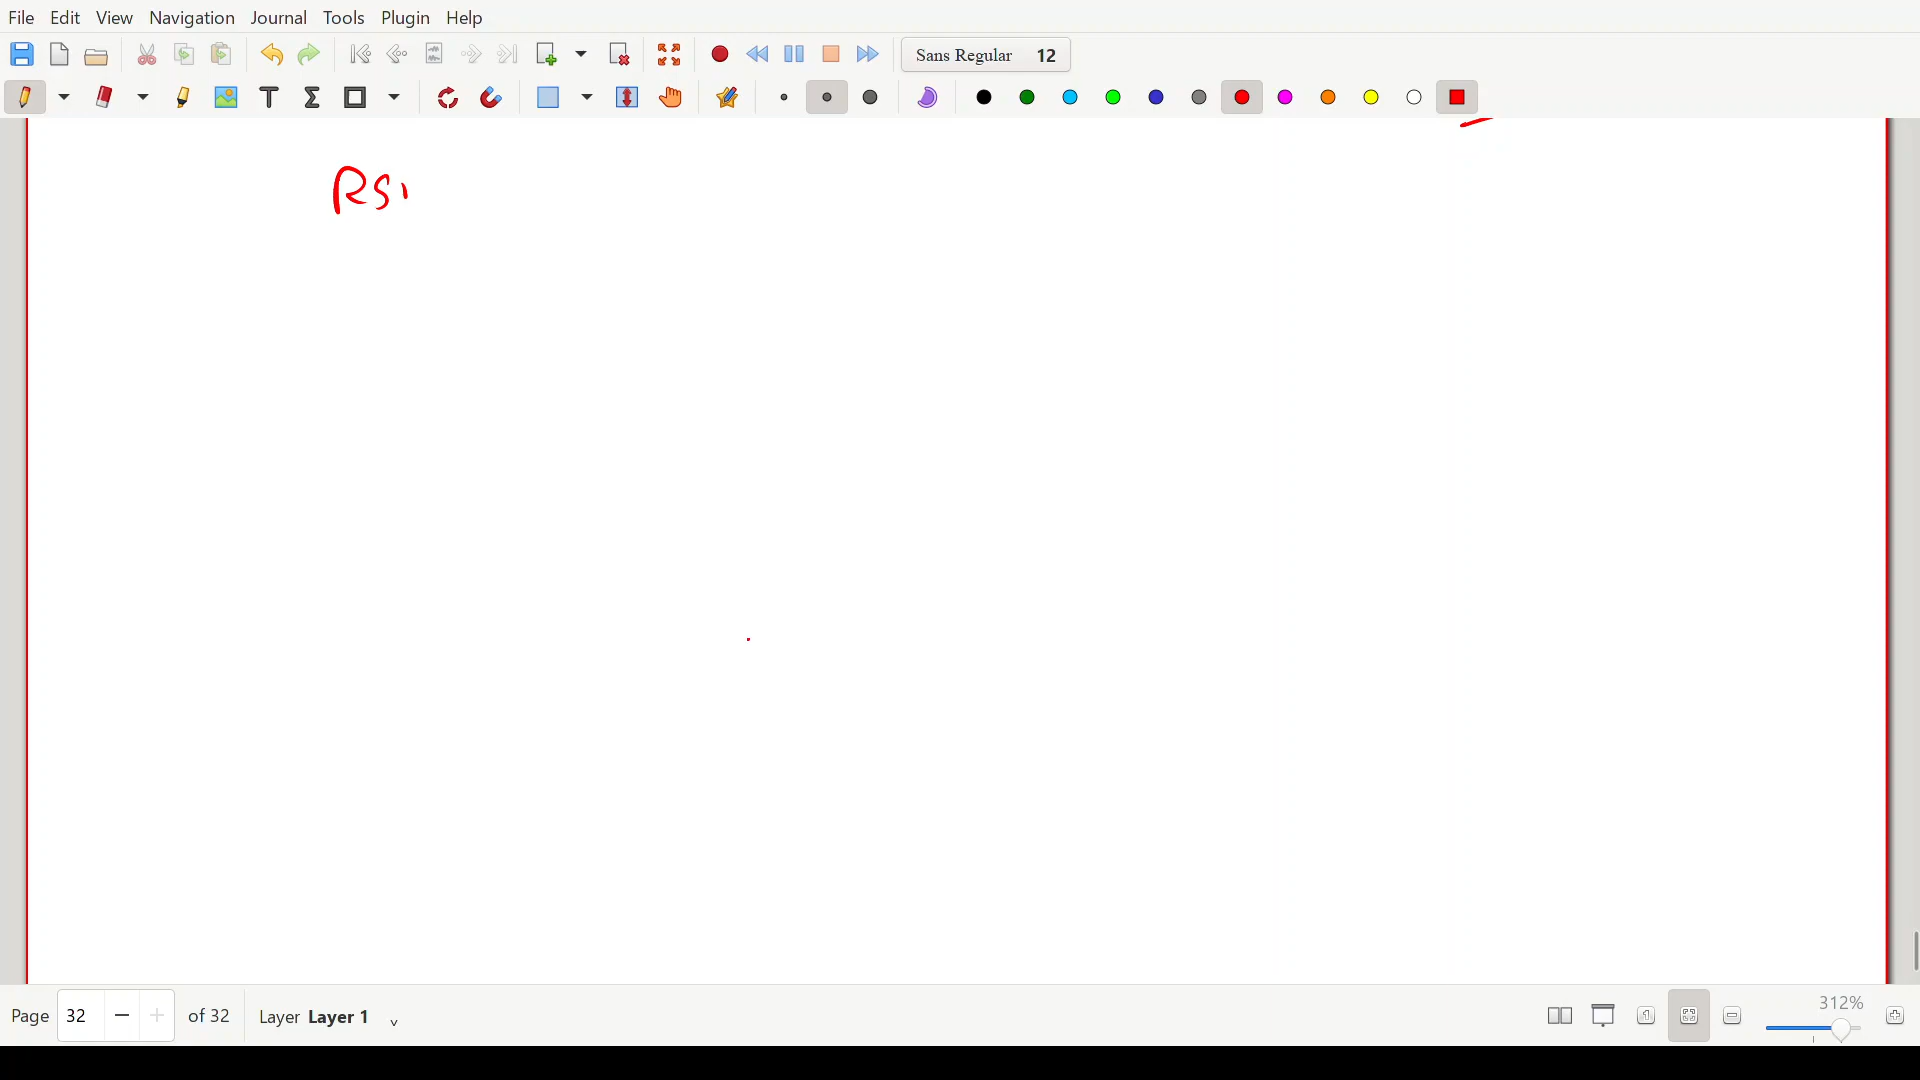 File Edit View Navigation Journal Tools Plugin Help
Sans Regular 12
RSI
Page 32 of 32 Layer Layer 1 312%